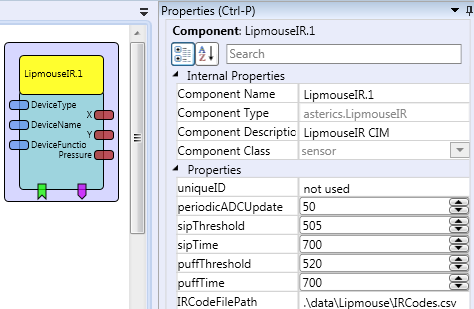 LipmouseIR.1
DeviceType
X
DeviceName
Y
DeviceFunctio
Pressure
Properties (Ctrl-P)
Component: LipmouseIR.1
A
Z
Search
Internal Properties
Component Name LipmouseIR.1
Component Type asterics.LipmouseIR
Component Descriptio LipmouseIR CIM
Component Class sensor
Properties
uniqueID not used
periodicADCUpdate 50
sipThreshold 505
sipTime 700
puffThreshold 520
puffTime 700
IRCodeFilePath .\data\Lipmouse\IRCodes.csv